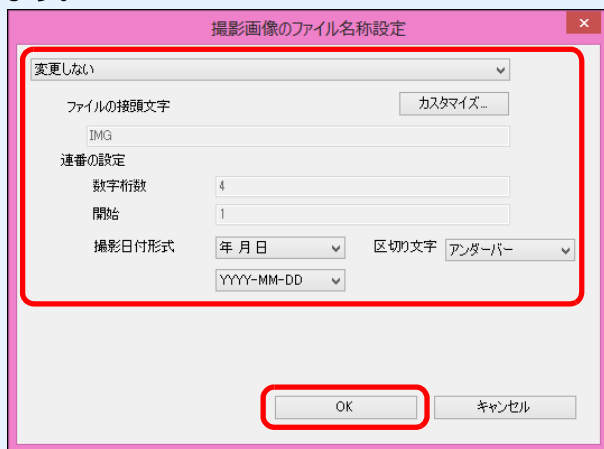 撮影画像のファイル名称設定
×
変更しない
ファイルの接頭文字
カスタマイズ...
IMG
連番の設定
数字桁数 4
開始 1
撮影日付形式 年 月 日 区切り文字 アンダーバー
YYYY-MM-DD
OK キャンセル